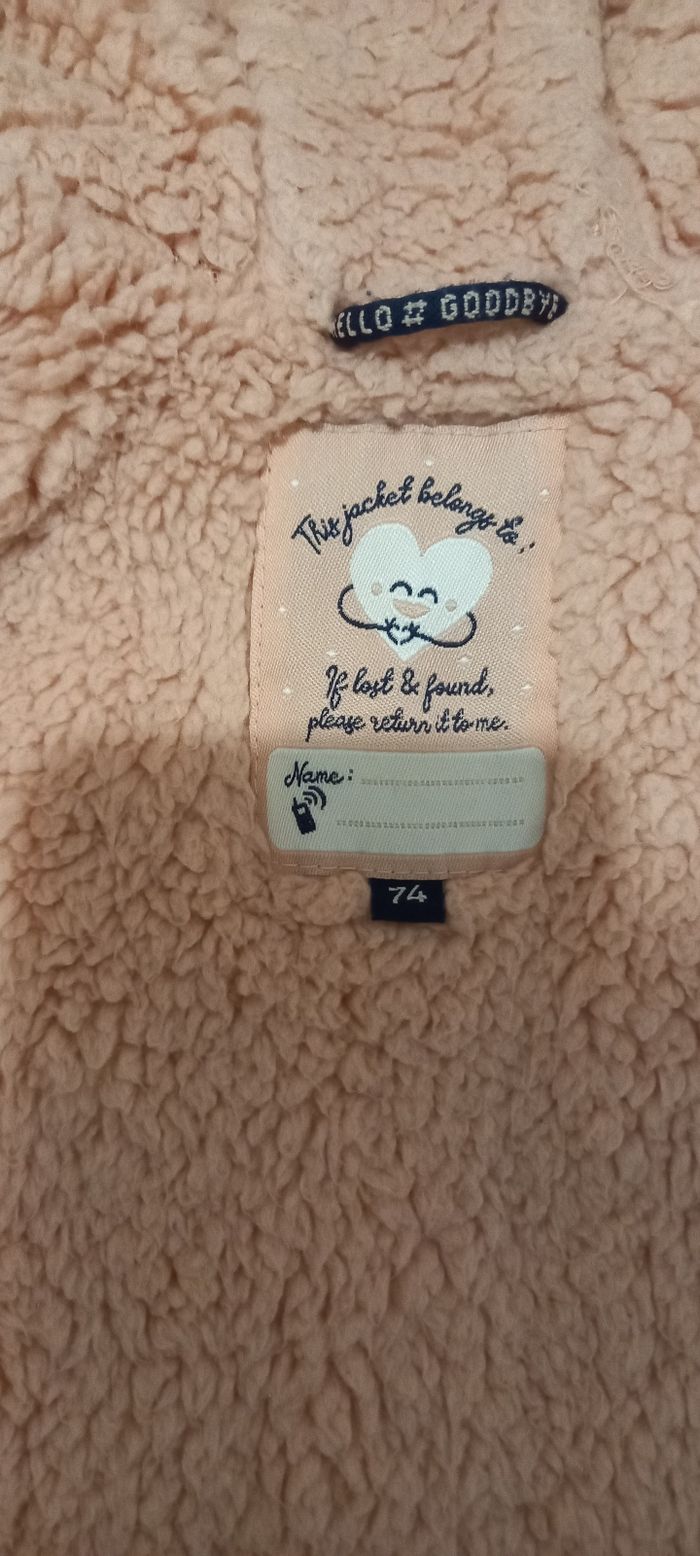 ELLO # GOODBYE
This jacket belongs to:
If lost & found,
please return it to me.
Name:
74